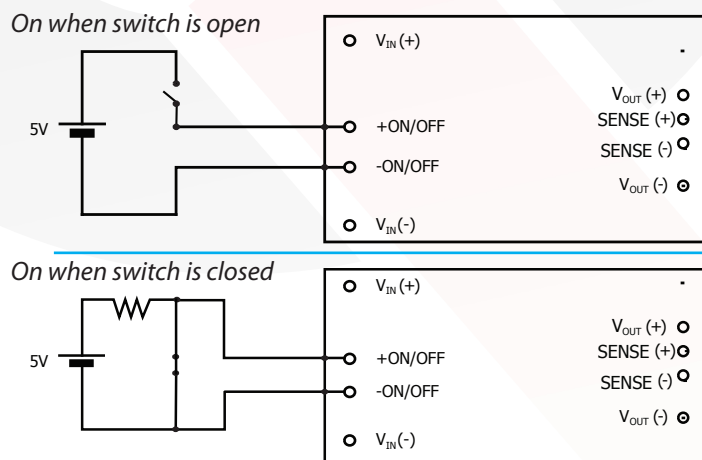 On when switch is open
V_IN (+)
5V
V_OUT (+)
+ON/OFF
SENSE (+)
-ON/OFF
SENSE (-)
V_OUT (-)
V_IN(-)
On when switch is closed
V_IN (+)
5V
V_OUT (+)
+ON/OFF
SENSE (+)
-ON/OFF
SENSE (-)
V_OUT (-)
V_IN(-)